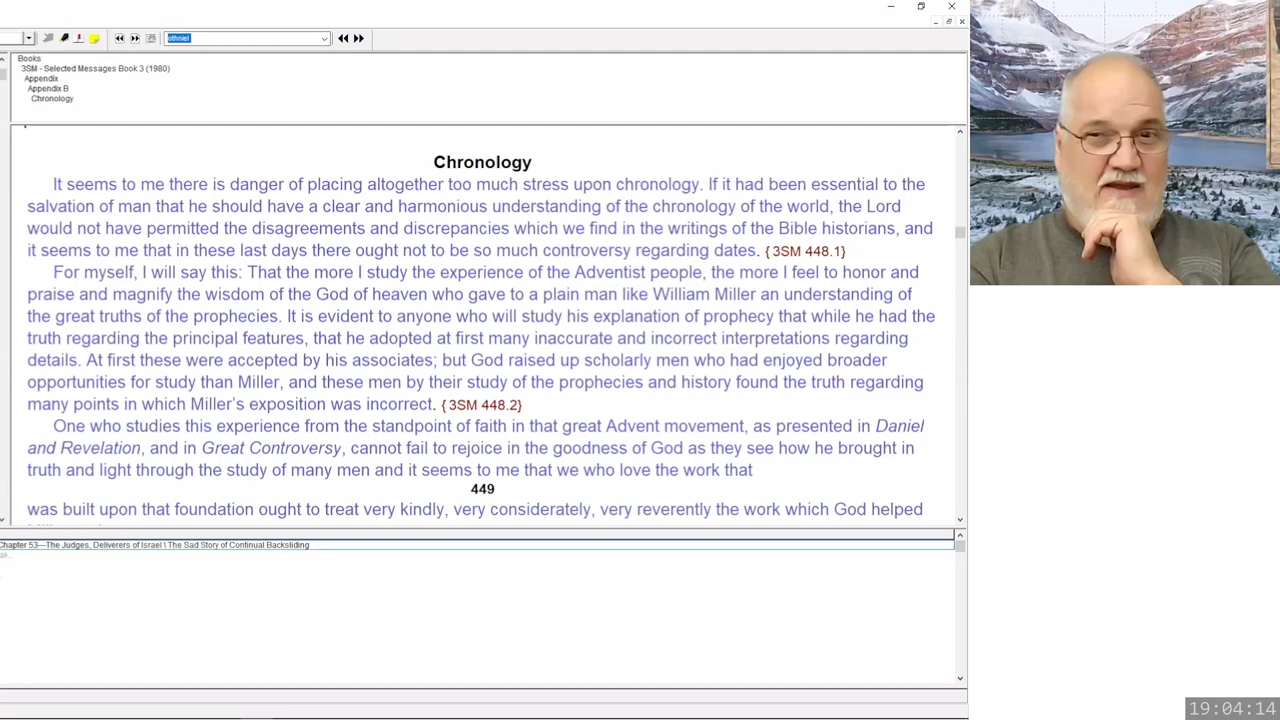 othniel
Books
3SM - Selected Messages Book 3 (1980)
Appendix
Appendix B
Chronology
Chronology
It seems to me there is danger of placing altogether too much stress upon chronology. If it had been essential to the
salvation of man that he should have a clear and harmonious understanding of the chronology of the world, the Lord
would not have permitted the disagreements and discrepancies which we find in the writings of the Bible historians, and
it seems to me that in these last days there ought not to be so much controversy regarding dates. {3SM 448.1}
For myself, I will say this: That the more I study the experience of the Adventist people, the more I feel to honor and
praise and magnify the wisdom of the God of heaven who gave to a plain man like William Miller an understanding of
the great truths of the prophecies. It is evident to anyone who will study his explanation of prophecy that while he had the
truth regarding the principal features, that he adopted at first many inaccurate and incorrect interpretations regarding
details. At first these were accepted by his associates; but God raised up scholarly men who had enjoyed broader
opportunities for study than Miller, and these men by their study of the prophecies and history found the truth regarding
many points in which Miller's exposition was incorrect. {3SM 448.2}
One who studies this experience from the standpoint of faith in that great Advent movement, as presented in Daniel
and Revelation, and in Great Controversy, cannot fail to rejoice in the goodness of God as they see how he brought in
truth and light through the study of many men and it seems to me that we who love the work that
449
was built upon that foundation ought to treat very kindly, very considerately, very reverently the work which God helped
Chapter 53—The Judges, Deliverers of Israel \ The Sad Story of Continual Backsliding
19:04:14